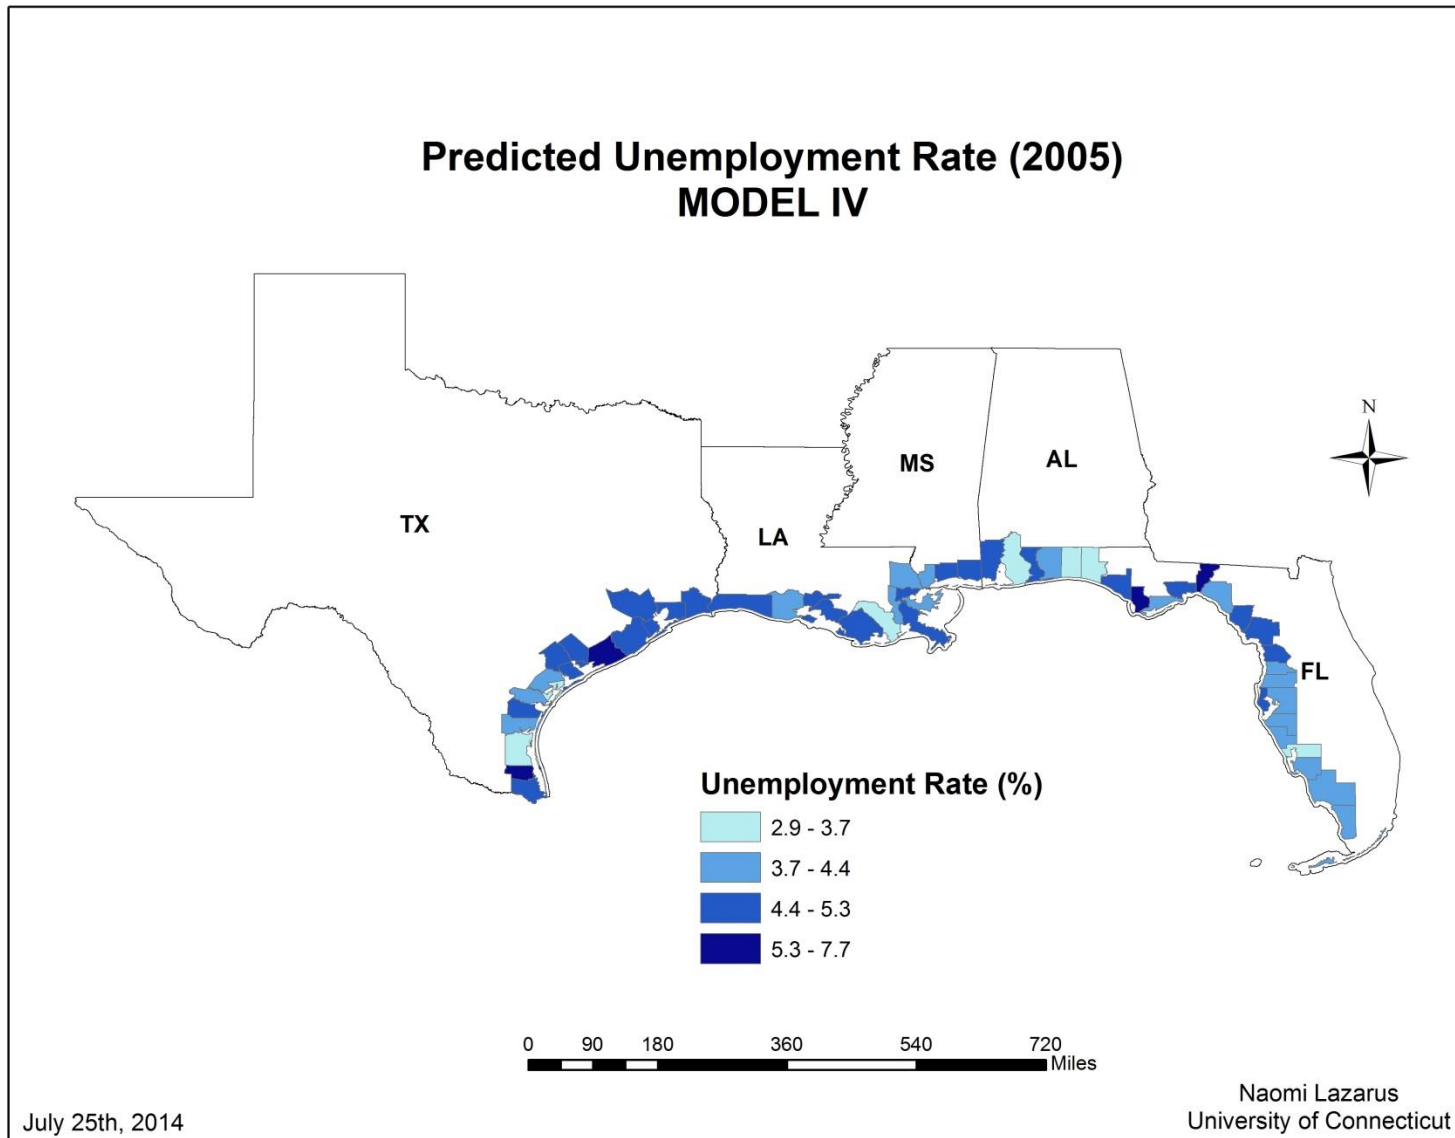 Predicted Unemployment Rate (2005)
MODEL IV
N
MS
AL
TX
LA
FL
Unemployment Rate (%)
2.9 - 3.7
3.7 - 4.4
4.4 - 5.3
5.3 - 7.7
0 90 180 360 540 720
Miles
July 25th, 2014
Naomi Lazarus
University of Connecticut